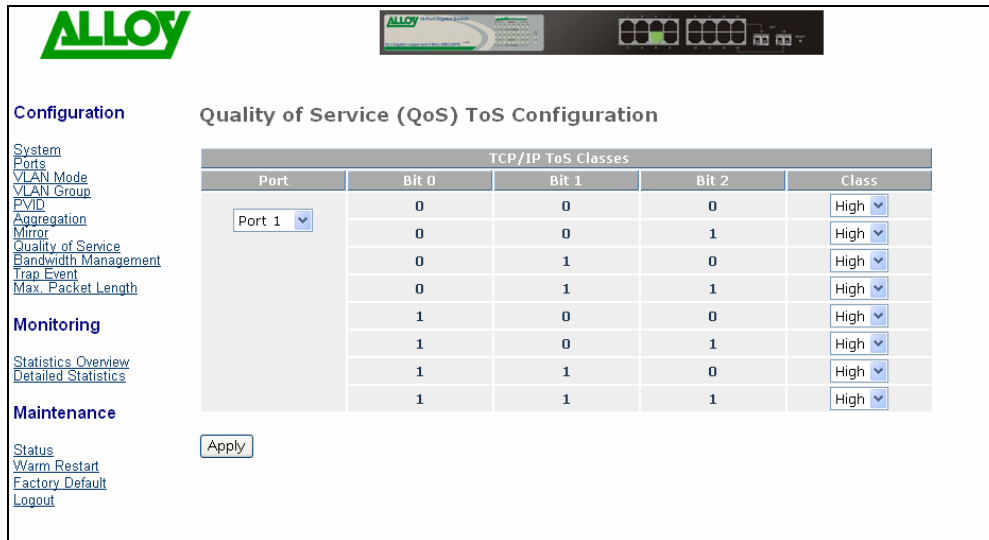 ALLOY
ALLOY
Configuration
System
Ports
VLAN Mode
VLAN Group
PVID
Aggregation
Mirror
Quality of Service
Bandwidth Management
Trap Event
Max. Packet Length
Monitoring
Statistics Overview
Detailed Statistics
Maintenance
Status
Warm Restart
Factory Default
Logout
Quality of Service (QoS) ToS Configuration
TCP/IP ToS Classes
Port Bit 0 Bit 1 Bit 2 Class
Port 1 0 0 0 High
0 0 1 High
0 1 0 High
0 1 1 High
1 0 0 High
1 0 1 High
1 1 0 High
1 1 1 High
Apply